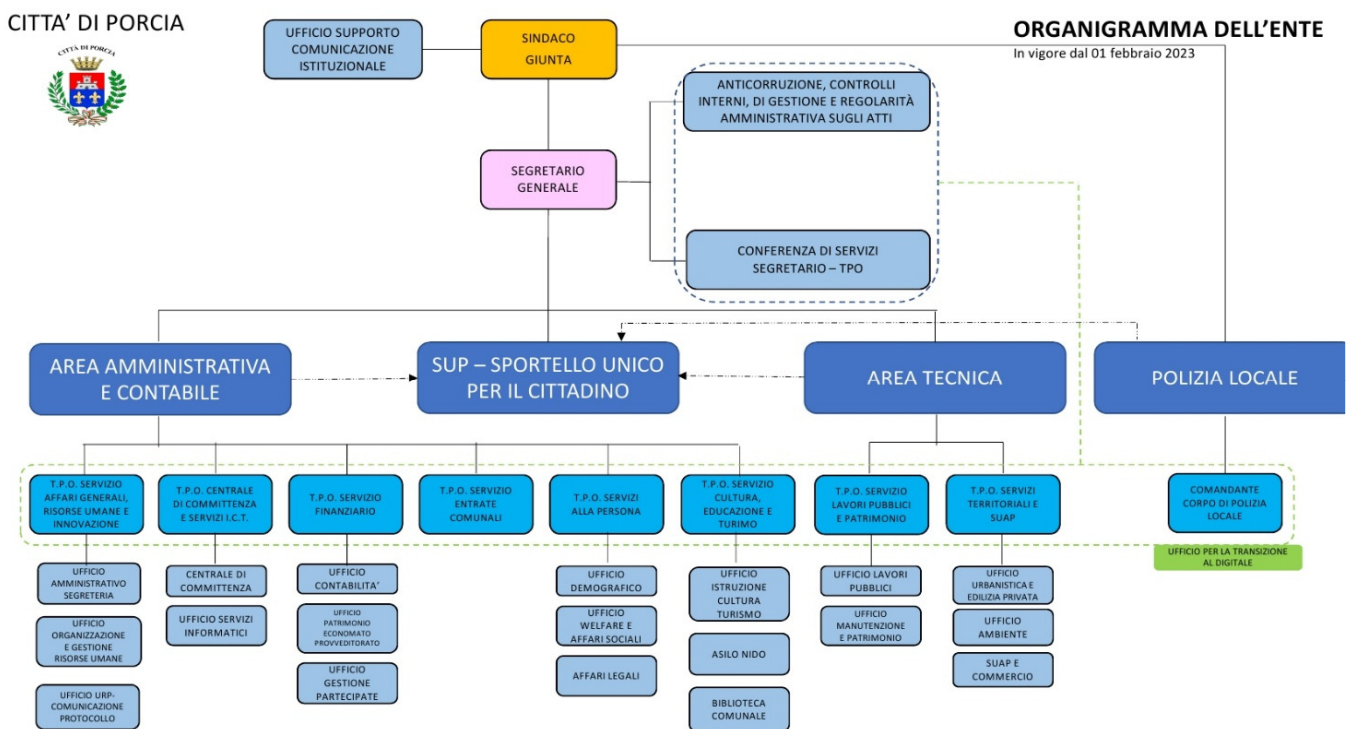 CITTA' DI PORCIA
CITTÀ DI PORCIA
UFFICIO SUPPORTO
COMUNICAZIONE
ISTITUZIONALE
SINDACO
GIUNTA
ORGANIGRAMMA DELL'ENTE
In vigore dal 01 febbraio 2023
ANTICORRUZIONE, CONTROLLI
INTERNI, DI GESTIONE E REGOLARITÀ
AMMINISTRATIVA SUGLI ATTI
SEGRETARIO
GENERALE
CONFERENZA DI SERVIZI
SEGRETARIO – TPO
AREA AMMINISTRATIVA
E CONTABILE
SUP – SPORTELLO UNICO
PER IL CITTADINO
AREA TECNICA
POLIZIA LOCALE
T.P.O. SERVIZIO
AFFARI GENERALI,
RISORSE UMANE E
INNOVAZIONE
T.P.O. CENTRALE
DI COMMITTENZA
E SERVIZI I.C.T.
T.P.O. SERVIZIO
FINANZIARIO
T.P.O. SERVIZIO
ENTRATE
COMUNALI
T.P.O. SERVIZI
ALLA PERSONA
T.P.O. SERVIZIO
CULTURA,
EDUCAZIONE E
TURIMO
T.P.O. SERVIZIO
LAVORI PUBBLICI
E PATRIMONIO
T.P.O. SERVIZI
TERRITORIALI E
SUAP
COMANDANTE
CORPO DI POLIZIA
LOCALE
UFFICIO PER LA TRANSIZIONE
AL DIGITALE
UFFICIO
AMMINISTRATIVO
SEGRETERIA
UFFICIO
ORGANIZZAZIONE
E GESTIONE
RISORSE UMANE
UFFICIO URP-
COMUNICAZIONE
PROTOCOLLO
CENTRALE DI
COMMITTENZA
UFFICIO SERVIZI
INFORMATICI
UFFICIO
CONTABILITA'
UFFICIO
PATRIMONIO
ECONOMATO
PROVVEDITORATO
UFFICIO
GESTIONE
PARTECIPATE
UFFICIO
DEMOGRAFICO
UFFICIO
WELFARE E
AFFARI SOCIALI
AFFARI LEGALI
UFFICIO
ISTRUZIONE
CULTURA
TURISMO
ASILO NIDO
BIBLIOTECA
COMUNALE
UFFICIO LAVORI
PUBBLICI
UFFICIO
MANUTENZIONE
E PATRIMONIO
UFFICIO
URBANISTICA E
EDILIZIA PRIVATA
UFFICIO
AMBIENTE
SUAP E
COMMERCIO